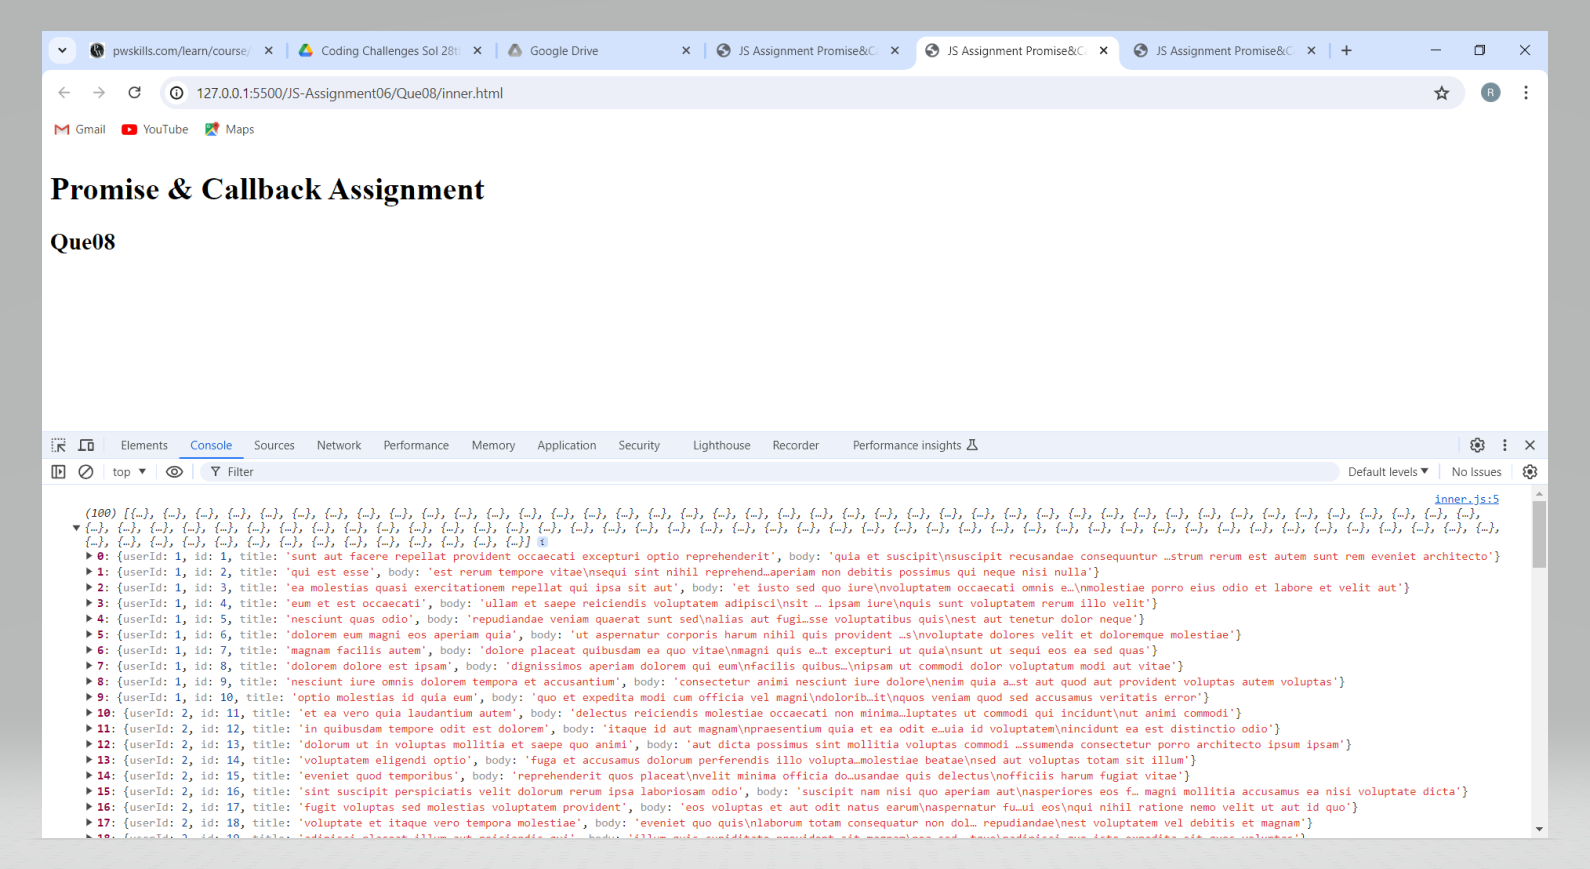 pwskills.com/learn/course/
Coding Challenges Sol 28t
Google Drive
JS Assignment Promise&C
JS Assignment Promise&C
JS Assignment Promise&C
127.0.0.1:5500/JS-Assignment06/Que08/inner.html
R
Gmail YouTube Maps
Promise & Callback Assignment
Que08
Elements Console Sources Network Performance Memory Application Security Lighthouse Recorder Performance insights
top Filter Default levels No Issues
inner.js:5
(100) [{…}, {…}, {…}, {…}, {…}, {…}, {…}, {…}, {…}, {…}, {…}, {…}, {…}, {…}, {…}, {…}, {…}, {…}, {…}, {…}, {…}, {…}, {…}, {…}, {…}, {…}, {…}, {…}, {…}, {…}, {…}, {…}, {…}, {…}, {…}, {…}, {…}, {…}, {…}, {…}, {…}, {…},
{…}, {…}, {…}, {…}, {…}, {…}, {…}, {…}, {…}, {…}, {…}, {…}, {…}, {…}, {…}, {…}, {…}, {…}, {…}, {…}, {…}, {…}, {…}, {…}, {…}, {…}, {…}, {…}, {…}, {…}, {…}, {…}, {…}, {…}, {…}, {…}, {…}, {…}, {…}, {…}, {…}, {…}, {…}, {…},
{…}, {…}, {…}, {…}, {…}, {…}, {…}, {…}, {…}, {…}, {…}, {…}, {…}, {…}]
0: {userId: 1, id: 1, title: 'sunt aut facere repellat provident occaecati excepturi optio reprehenderit', body: 'quia et suscipit\nsuscipit recusandae consequuntur …strum rerum est autem sunt rem eveniet architecto'}
1: {userId: 1, id: 2, title: 'qui est esse', body: 'est rerum tempore vitae\nsequi sint nihil reprehend…aperiam non debitis possimus qui neque nisi nulla'}
2: {userId: 1, id: 3, title: 'ea molestias quasi exercitationem repellat qui ipsa sit aut', body: 'et iusto sed quo iure\nvoluptatem occaecati omnis e…\nmolestiae porro eius odio et labore et velit aut'}
3: {userId: 1, id: 4, title: 'eum et est occaecati', body: 'ullam et saepe reiciendis voluptatem adipisci\nsit … ipsam iure\nquis sunt voluptatem rerum illo velit'}
4: {userId: 1, id: 5, title: 'nesciunt quas odio', body: 'repudiandae veniam quaerat sunt sed\nalias aut fugi…sse voluptatibus quis\nest aut tenetur dolor neque'}
5: {userId: 1, id: 6, title: 'dolorem eum magni eos aperiam quia', body: 'ut aspernatur corporis harum nihil quis provident …s\nvoluptate dolores velit et doloremque molestiae'}
6: {userId: 1, id: 7, title: 'magnam facilis autem', body: 'dolore placeat quibusdam ea quo vitae\nmagni quis e…t excepturi ut quia\nsunt ut sequi eos ea sed quas'}
7: {userId: 1, id: 8, title: 'dolorem dolore est ipsam', body: 'dignissimos aperiam dolorem qui eum\nfacilis quibus…\nipsam ut commodi dolor voluptatum modi aut vitae'}
8: {userId: 1, id: 9, title: 'nesciunt iure omnis dolorem tempora et accusantium', body: 'consectetur animi nesciunt iure dolore\nenim quia a…st aut quod aut provident voluptas autem voluptas'}
9: {userId: 1, id: 10, title: 'optio molestias id quia eum', body: 'quo et expedita modi cum officia vel magni\ndolorib…it\nquos veniam quod sed accusamus veritatis error'}
10: {userId: 2, id: 11, title: 'et ea vero quia laudantium autem', body: 'delectus reiciendis molestiae occaecati non minima…luptates ut commodi qui incidunt\nut animi commodi'}
11: {userId: 2, id: 12, title: 'in quibusdam tempore odit est dolorem', body: 'itaque id aut magnam\npraesentium quia et ea odit e…uia id voluptatem\nincidunt ea est distinctio odio'}
12: {userId: 2, id: 13, title: 'dolorum ut in voluptas mollitia et saepe quo animi', body: 'aut dicta possimus sint mollitia voluptas commodi …ssumenda consectetur porro architecto ipsum ipsam'}
13: {userId: 2, id: 14, title: 'voluptatem eligendi optio', body: 'fuga et accusamus dolorum perferendis illo volupta…molestiae beatae\nsed aut voluptas totam sit illum'}
14: {userId: 2, id: 15, title: 'eveniet quod temporibus', body: 'reprehenderit quos placeat\nvelit minima officia do…usandae quis delectus\nofficiis harum fugiat vitae'}
15: {userId: 2, id: 16, title: 'sint suscipit perspiciatis velit dolorum rerum ipsa laboriosam odio', body: 'suscipit nam nisi quo aperiam aut\nasperiores eos f… magni mollitia accusamus ea nisi voluptate dicta'}
16: {userId: 2, id: 17, title: 'fugit voluptas sed molestias voluptatem provident', body: 'eos voluptas et aut odit natus earum\naspernatur fu…ui eos\nqui nihil ratione nemo velit ut aut id quo'}
17: {userId: 2, id: 18, title: 'voluptate et itaque vero tempora molestiae', body: 'eveniet quo quis\nlaborum totam consequatur non dol… repudiandae\nest voluptatem vel debitis et magnam'}